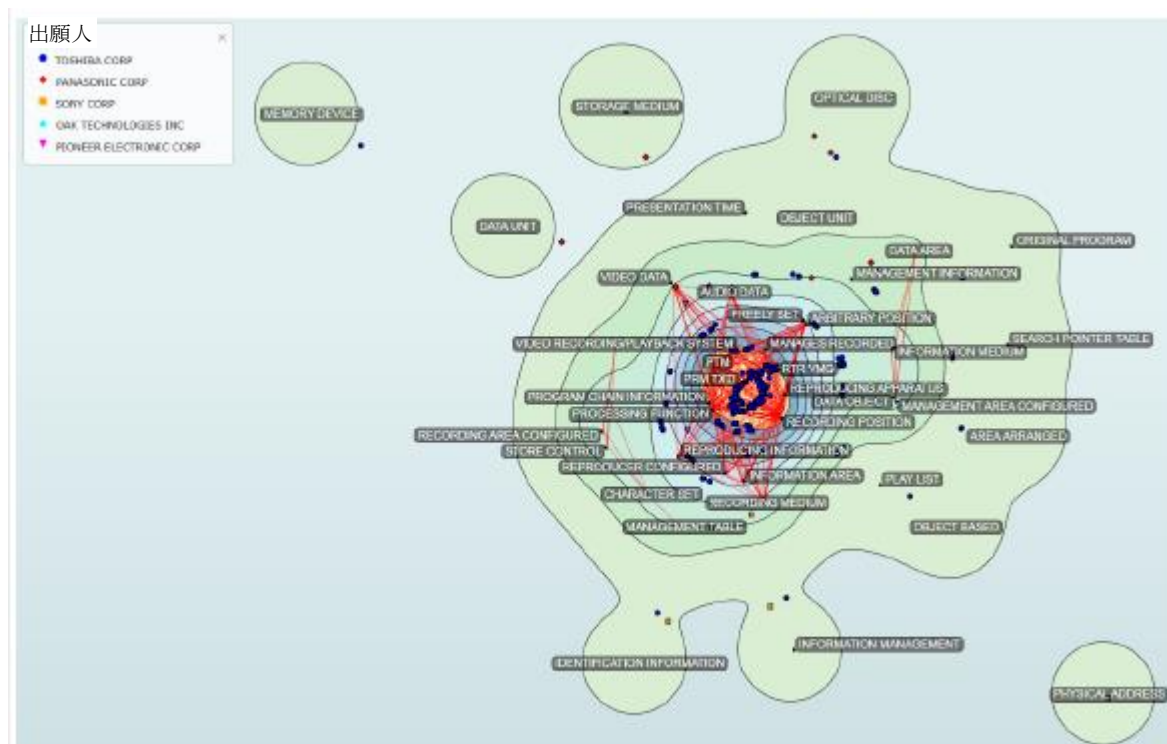 出願人
TOSHIBA CORP
PANASONIC CORP
SONY CORP
OAK TECHNOLOGIES INC
PIONEER ELECTRONIC CORP
MEMORY DEVICE
STORAGE MEDIUM
OPTICAL DISC
DATA UNIT
PRESENTATION TIME
OBJECT UNIT
ORIGINAL PROGRAM
DATA AREA
VIDEO DATA
MANAGEMENT INFORMATION
AUDIO DATA
FREELY SET
ARBITRARY POSITION
VIDEO RECORDING/PLAYBACK SYSTEM
MANAGES RECORDED
SEARCH POINTER TABLE
INFORMATION MEDIUM
PTM
RTR VMG
PRM TXTI
REPRODUCING APPARATUS
PROGRAM CHAIN INFORMATION
DATA OBJECT
MANAGEMENT AREA CONFIGURED
PROCESSING FUNCTION
RECORDING POSITION
RECORDING AREA CONFIGURED
AREA ARRANGED
STORE CONTROL
REPRODUCING INFORMATION
REPRODUCER CONFIGURED
INFORMATION AREA
PLAY LIST
CHARACTER SET
RECORDING MEDIUM
MANAGEMENT TABLE
OBJECT BASED
INFORMATION MANAGEMENT
IDENTIFICATION INFORMATION
PHYSICAL ADDRESS